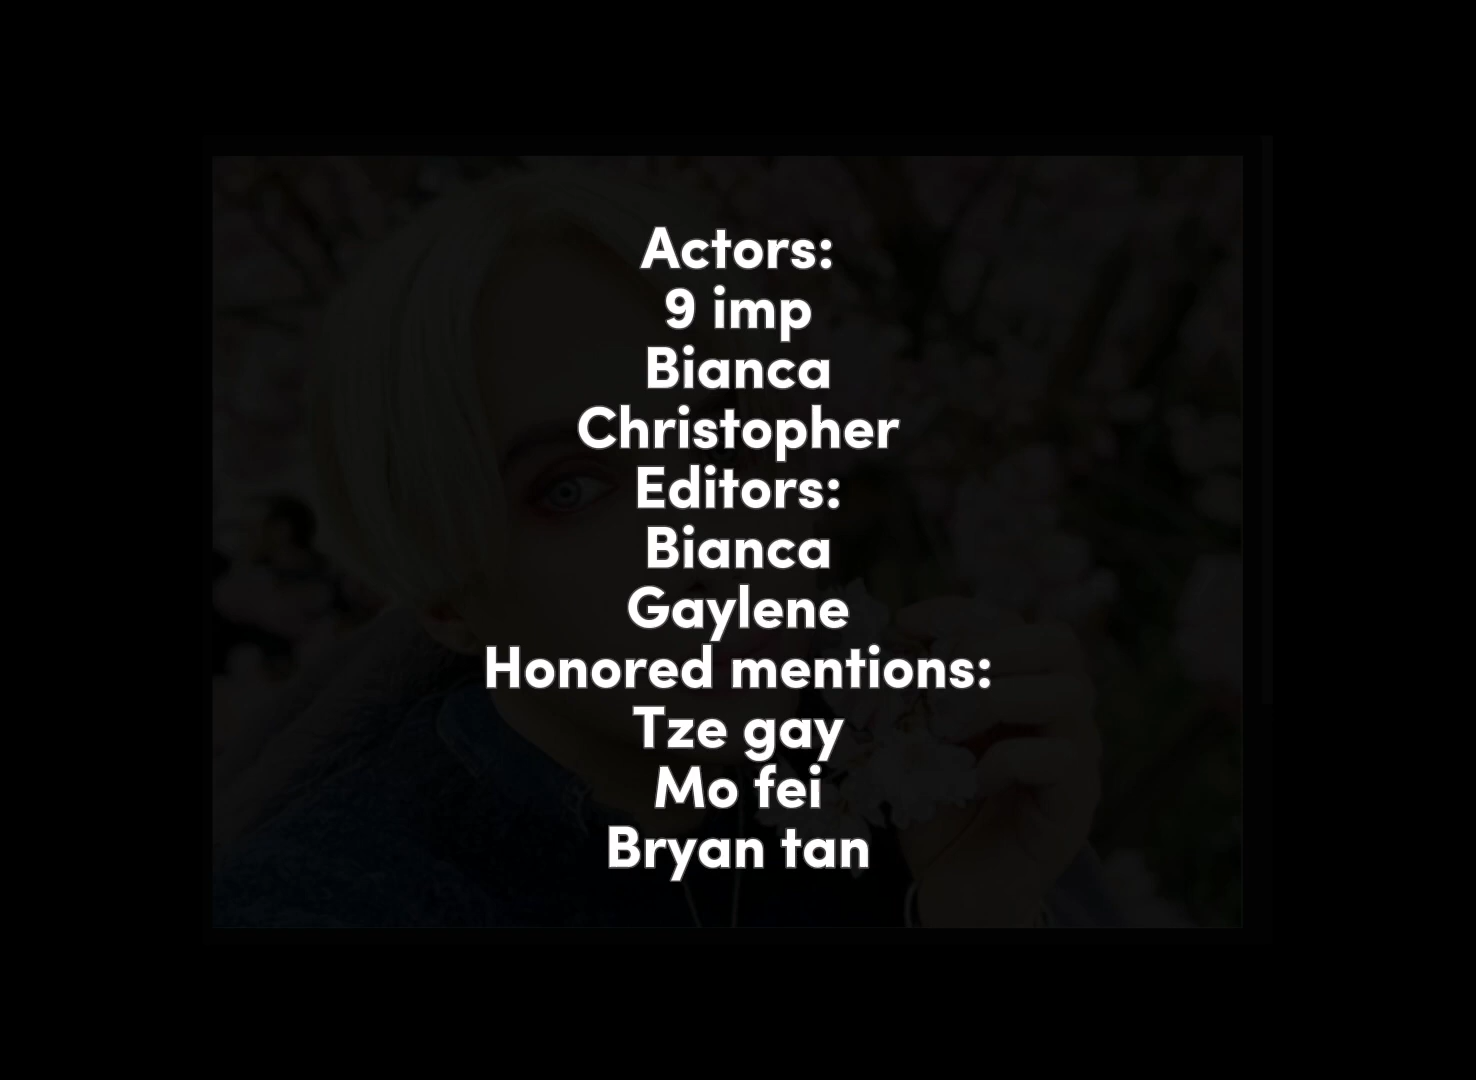 Actors:
9 imp
Bianca
Christopher
Editors:
Bianca
Gaylene
Honored mentions:
Tze gay
Mo fei
Bryan tan